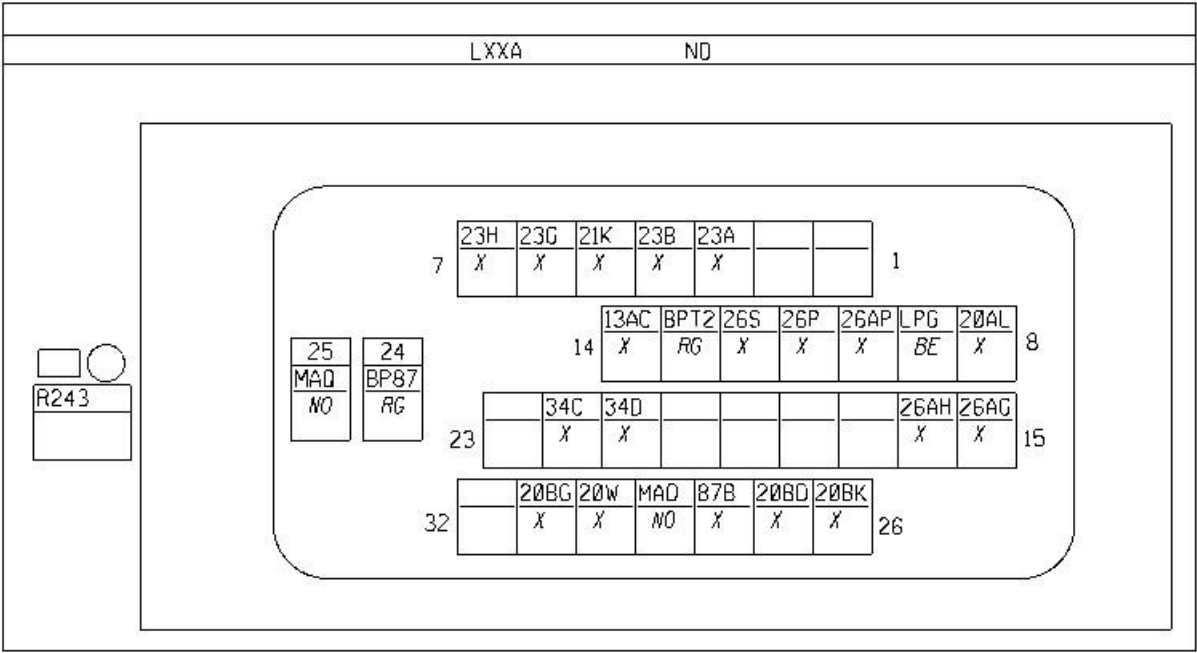 LXXA ND
23H 23G 21K 23B 23A
7 X X X X X 1
13AC BPT2 26S 26P 26AP LPG 20AL
14 X RG X X X BE X 8
25 24
MAQ BP87
NO RG
R243
34C 34D 26AH 26AG
23 X X X X 15
20BG 20W MAO 87B 20BD 20BK
32 X X NO X X X 26